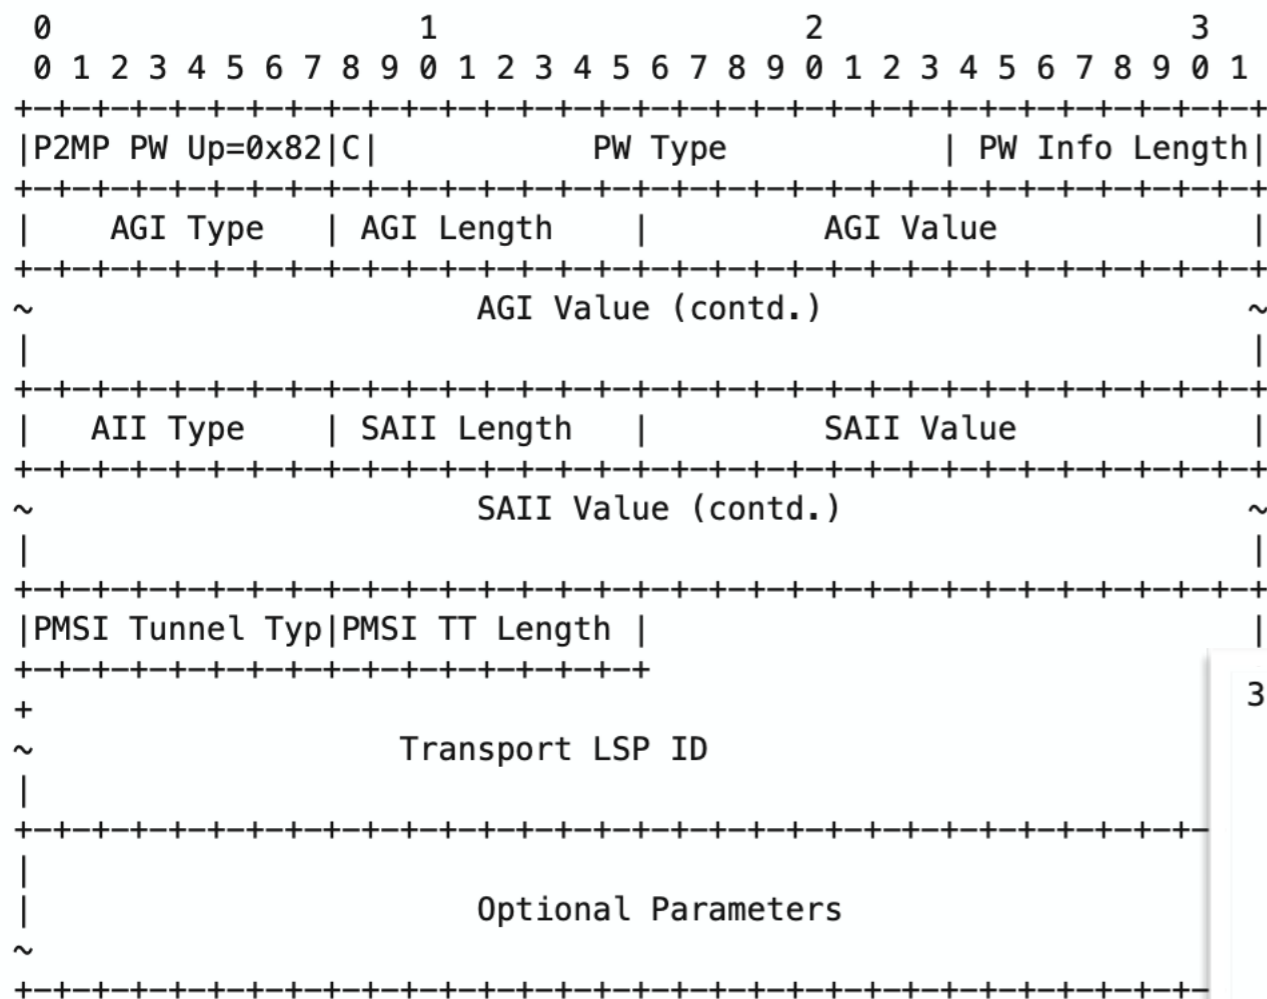 0                   1                   2                   3
 0 1 2 3 4 5 6 7 8 9 0 1 2 3 4 5 6 7 8 9 0 1 2 3 4 5 6 7 8 9 0 1
+-+-+-+-+-+-+-+-+-+-+-+-+-+-+-+-+-+-+-+-+-+-+-+-+-+-+-+-+-+-+-+-+
|P2MP PW Up=0x82|C|           PW Type           | PW Info Length|
+-+-+-+-+-+-+-+-+-+-+-+-+-+-+-+-+-+-+-+-+-+-+-+-+-+-+-+-+-+-+-+-+
|    AGI Type   | AGI Length    |         AGI Value             |
+-+-+-+-+-+-+-+-+-+-+-+-+-+-+-+-+-+-+-+-+-+-+-+-+-+-+-+-+-+-+-+-+
~                       AGI Value (contd.)                      ~
|                                                               |
+-+-+-+-+-+-+-+-+-+-+-+-+-+-+-+-+-+-+-+-+-+-+-+-+-+-+-+-+-+-+-+-+
|   AII Type    | SAII Length   |         SAII Value            |
+-+-+-+-+-+-+-+-+-+-+-+-+-+-+-+-+-+-+-+-+-+-+-+-+-+-+-+-+-+-+-+-+
~                       SAII Value (contd.)                     ~
|                                                               |
+-+-+-+-+-+-+-+-+-+-+-+-+-+-+-+-+-+-+-+-+-+-+-+-+-+-+-+-+-+-+-+-+
|PMSI Tunnel Typ|PMSI TT Length |                               |
+-+-+-+-+-+-+-+-+-+-+-+-+-+-+-+-+
+                                                               3
~                   Transport LSP ID
|
+-+-+-+-+-+-+-+-+-+-+-+-+-+-+-+-+-+-+-+-+-+-+-+-+-+-+-+-+-+-+-
|
|                       Optional Parameters
~
+-+-+-+-+-+-+-+-+-+-+-+-+-+-+-+-+-+-+-+-+-+-+-+-+-+-+-+-+-+-+-